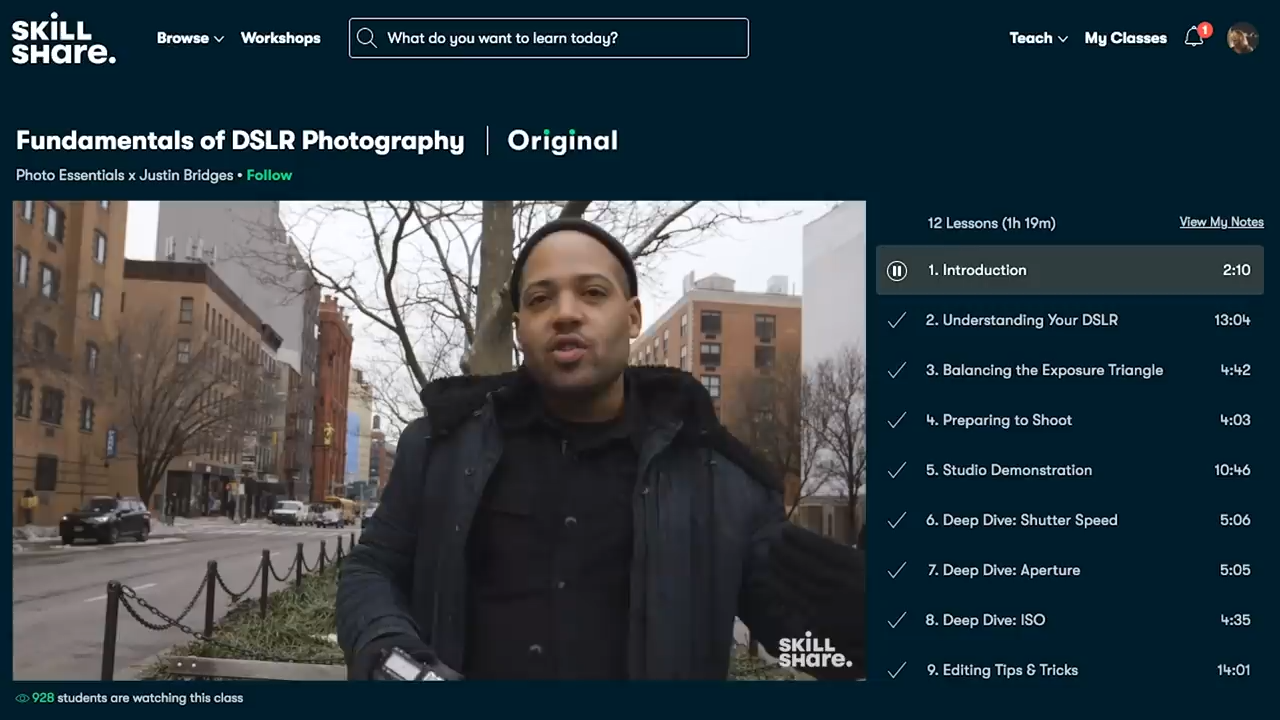 SKiLL
SHare.
Browse
Workshops
What do you want to learn today?
Teach
My Classes
1
Fundamentals of DSLR Photography
Original
Photo Essentials x Justin Bridges • Follow
12 Lessons (1h 19m)
View My Notes
1. Introduction 2:10
2. Understanding Your DSLR 13:04
3. Balancing the Exposure Triangle 4:42
4. Preparing to Shoot 4:03
5. Studio Demonstration 10:46
6. Deep Dive: Shutter Speed 5:06
7. Deep Dive: Aperture 5:05
8. Deep Dive: ISO 4:35
9. Editing Tips & Tricks 14:01
SKiLL
SHare.
928 students are watching this class